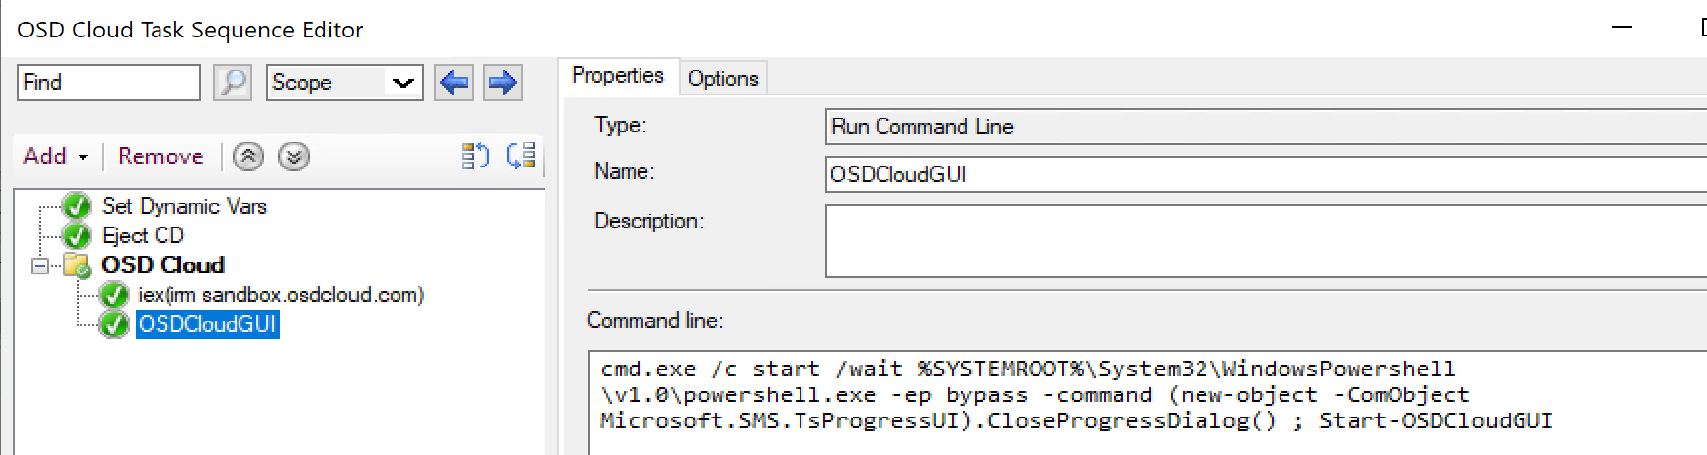 OSD Cloud Task Sequence Editor
Find
Scope
Properties
Options
Type:
Run Command Line
Add
Remove
Name:
OSDCloudGUI
Set Dynamic Vars
Description:
Eject CD
OSD Cloud
iex(irm sandbox.osdcloud.com)
OSDCloudGUI
Command line:
cmd.exe /c start /wait %SYSTEMROOT%\System32\WindowsPowershell
\v1.0\powershell.exe -ep bypass -command (new-object -ComObject
Microsoft.SMS.TsProgressUI).CloseProgressDialog() ; Start-OSDCloudGUI